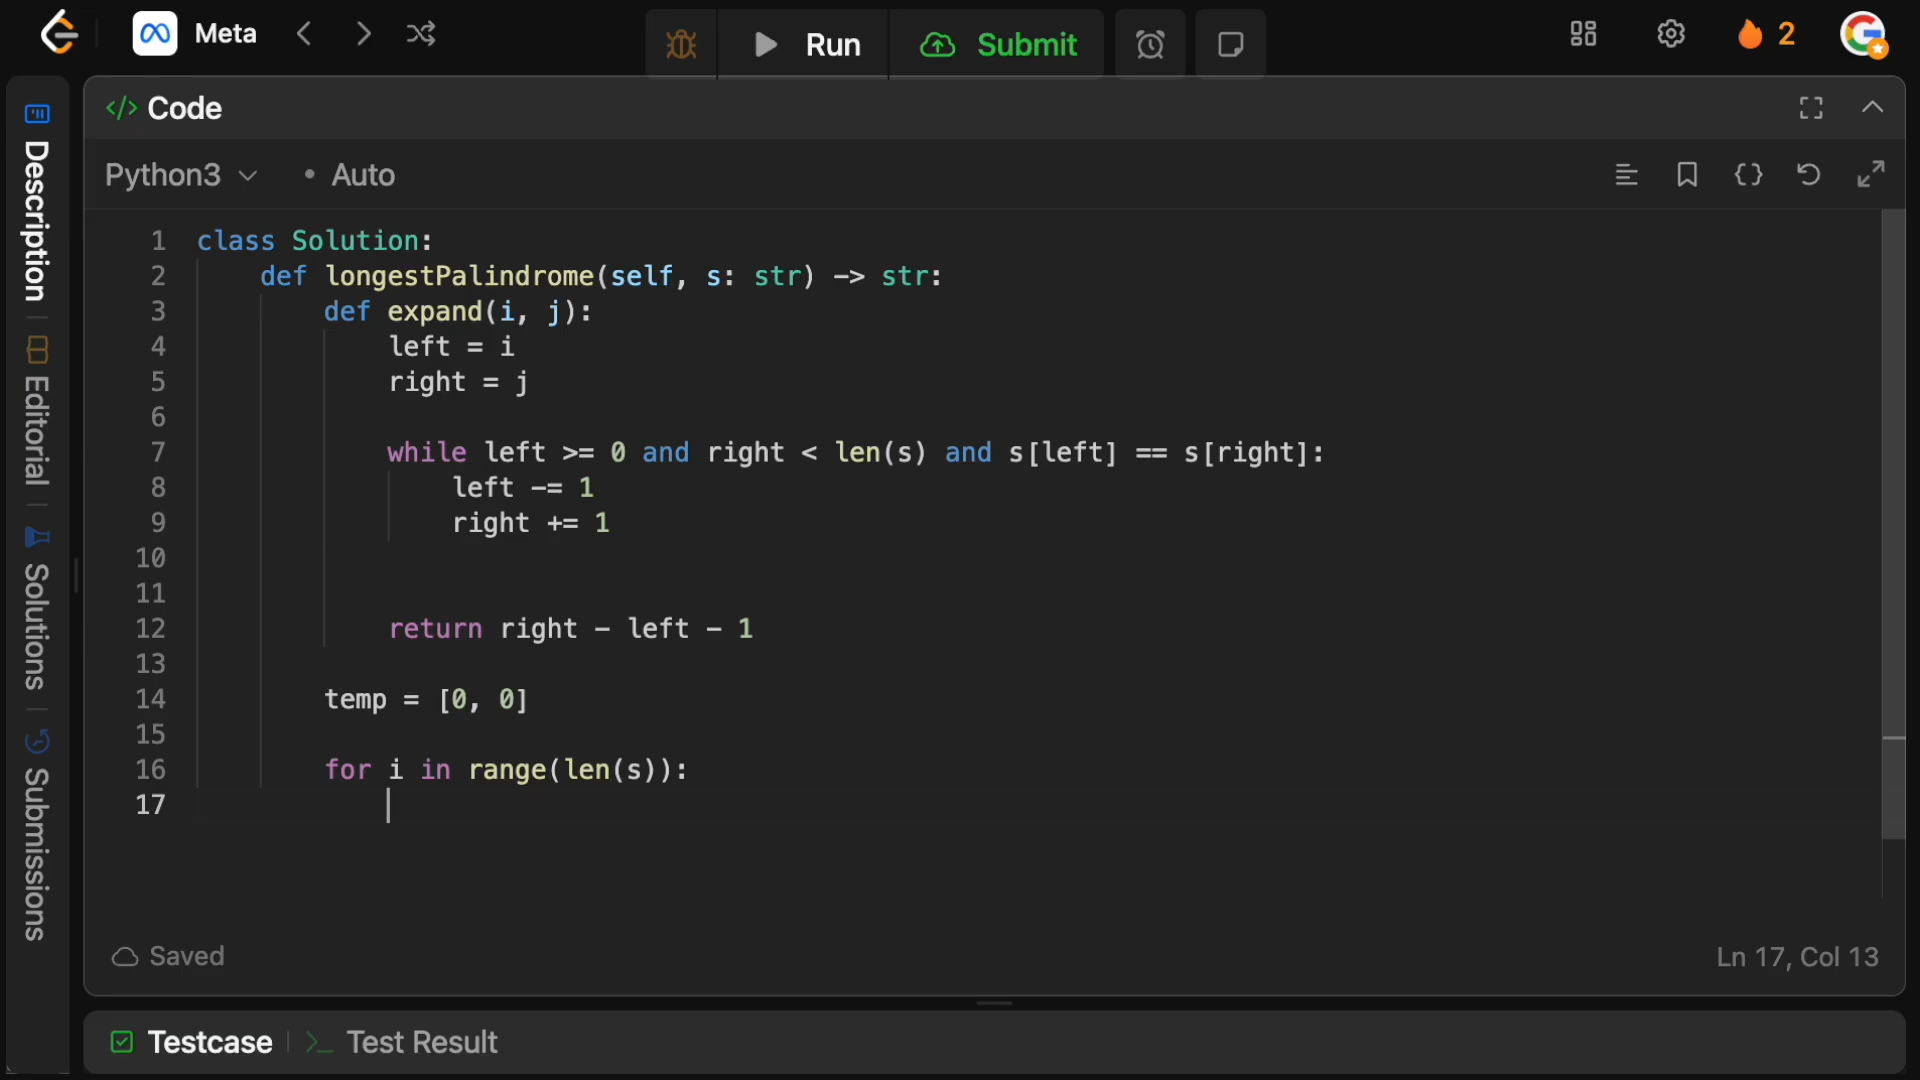 Meta
Run
Submit
2
Description
Editorial
Solutions
Submissions
Code
Python3
Auto
1 class Solution:
2     def longestPalindrome(self, s: str) -> str:
3         def expand(i, j):
4             left = i
5             right = j
6
7             while left >= 0 and right < len(s) and s[left] == s[right]:
8                 left -= 1
9                 right += 1
10
11
12             return right - left - 1
13
14         temp = [0, 0]
15
16         for i in range(len(s)):
17
Saved
Ln 17, Col 13
Testcase
Test Result